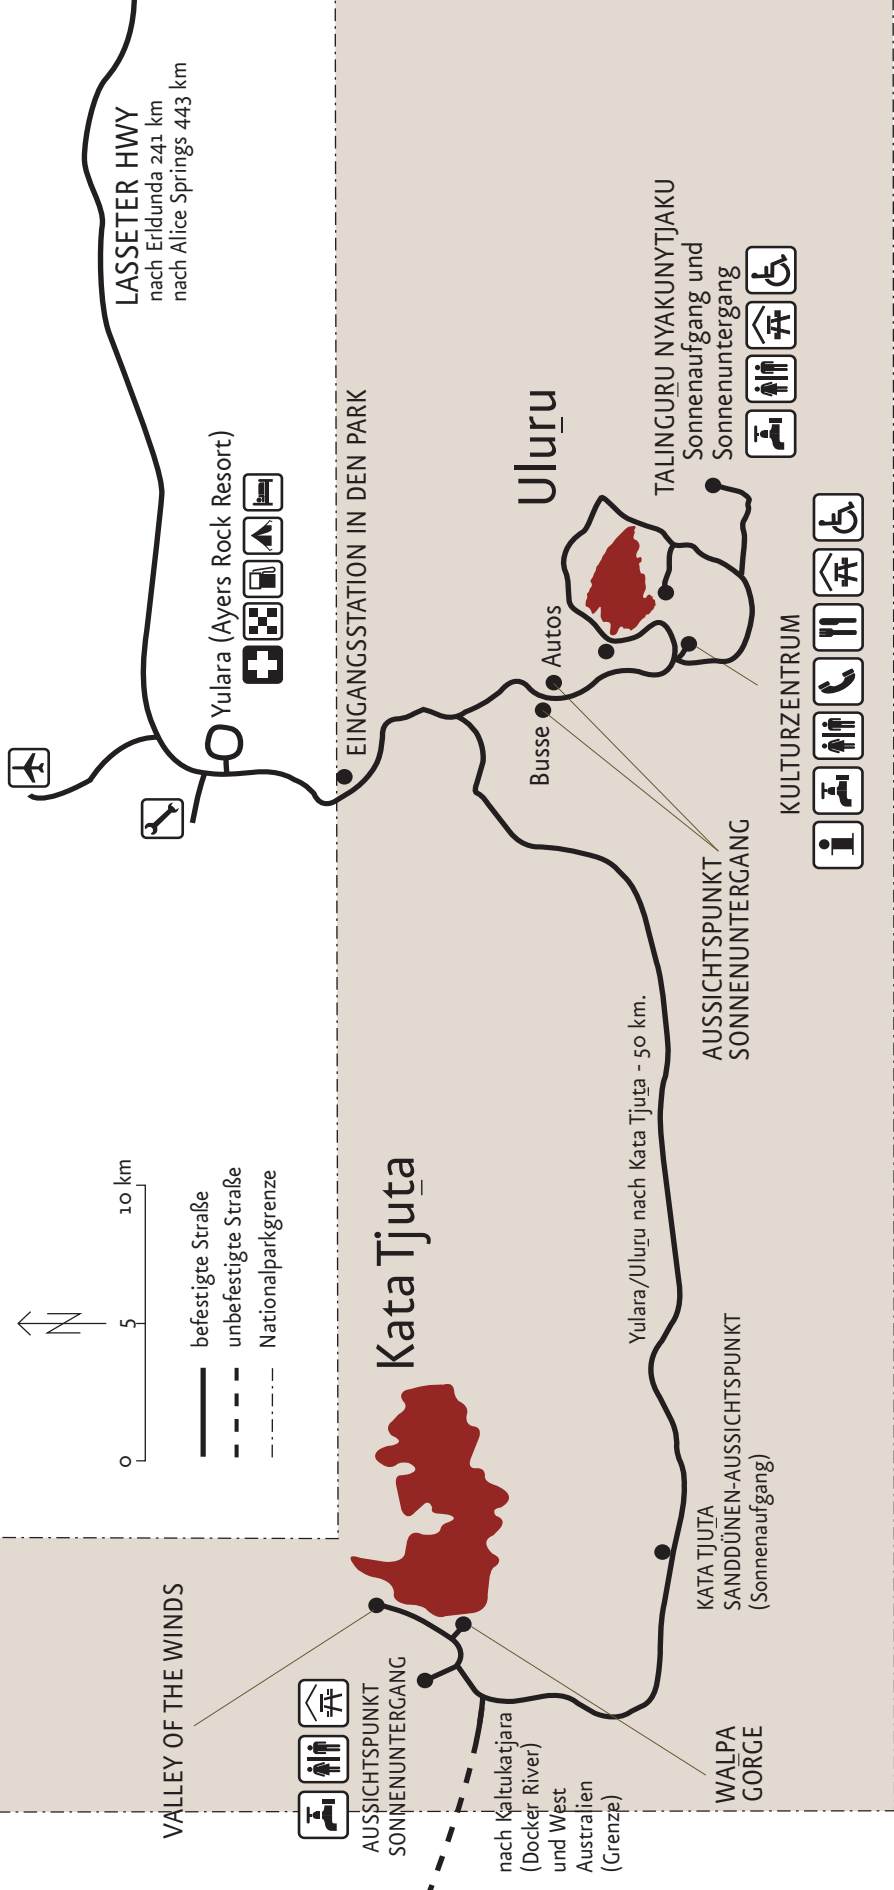 LASSETER HWY
nach Erldunda 241 km
nach Alice Springs 443 km
Yulara (Ayers Rock Resort)
EINGANGSSTATION IN DEN PARK
0 5 10 km
N
befestigte Straße
unbefestigte Straße
Nationalparkgrenze
VALLEY OF THE WINDS
Kata Tjuṯa
AUSSICHTSPUNKT
SONNENUNTERGANG
nach Kaltukatjara
(Docker River)
und West
Australien
(Grenze)
WAḺPA
GORGE
KATA TJUṮA
SANDDÜNEN-AUSSICHTSPUNKT
(Sonnenaufgang)
Yulara/Uluṟu nach Kata Tjuṯa - 50 km.
Uluṟu
Busse
Autos
AUSSICHTSPUNKT
SONNENUNTERGANG
TALINGUṞU NYAKUNYTJAKU
Sonnenaufgang und
Sonnenuntergang
KULTURZENTRUM
i